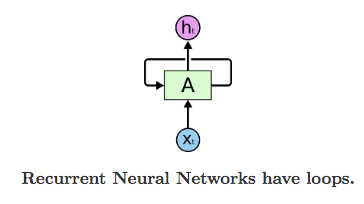 hₜ
A
xₜ
Recurrent Neural Networks have loops.